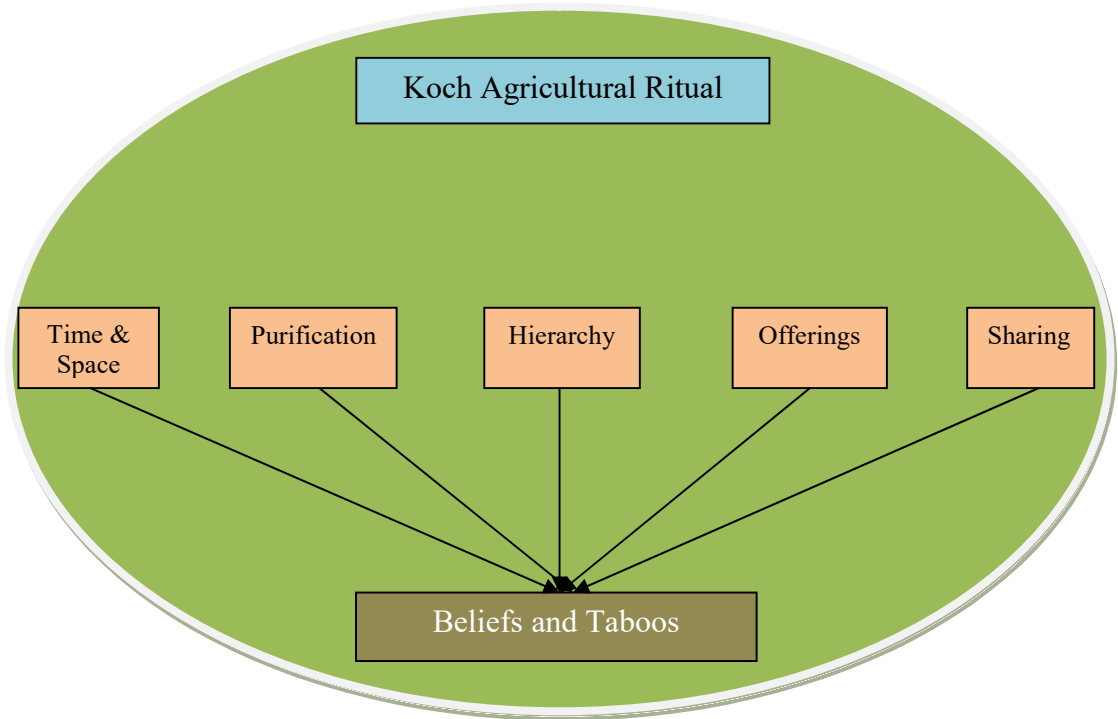 Koch Agricultural Ritual
Time &
Space
Purification
Hierarchy
Offerings
Sharing
Beliefs and Taboos